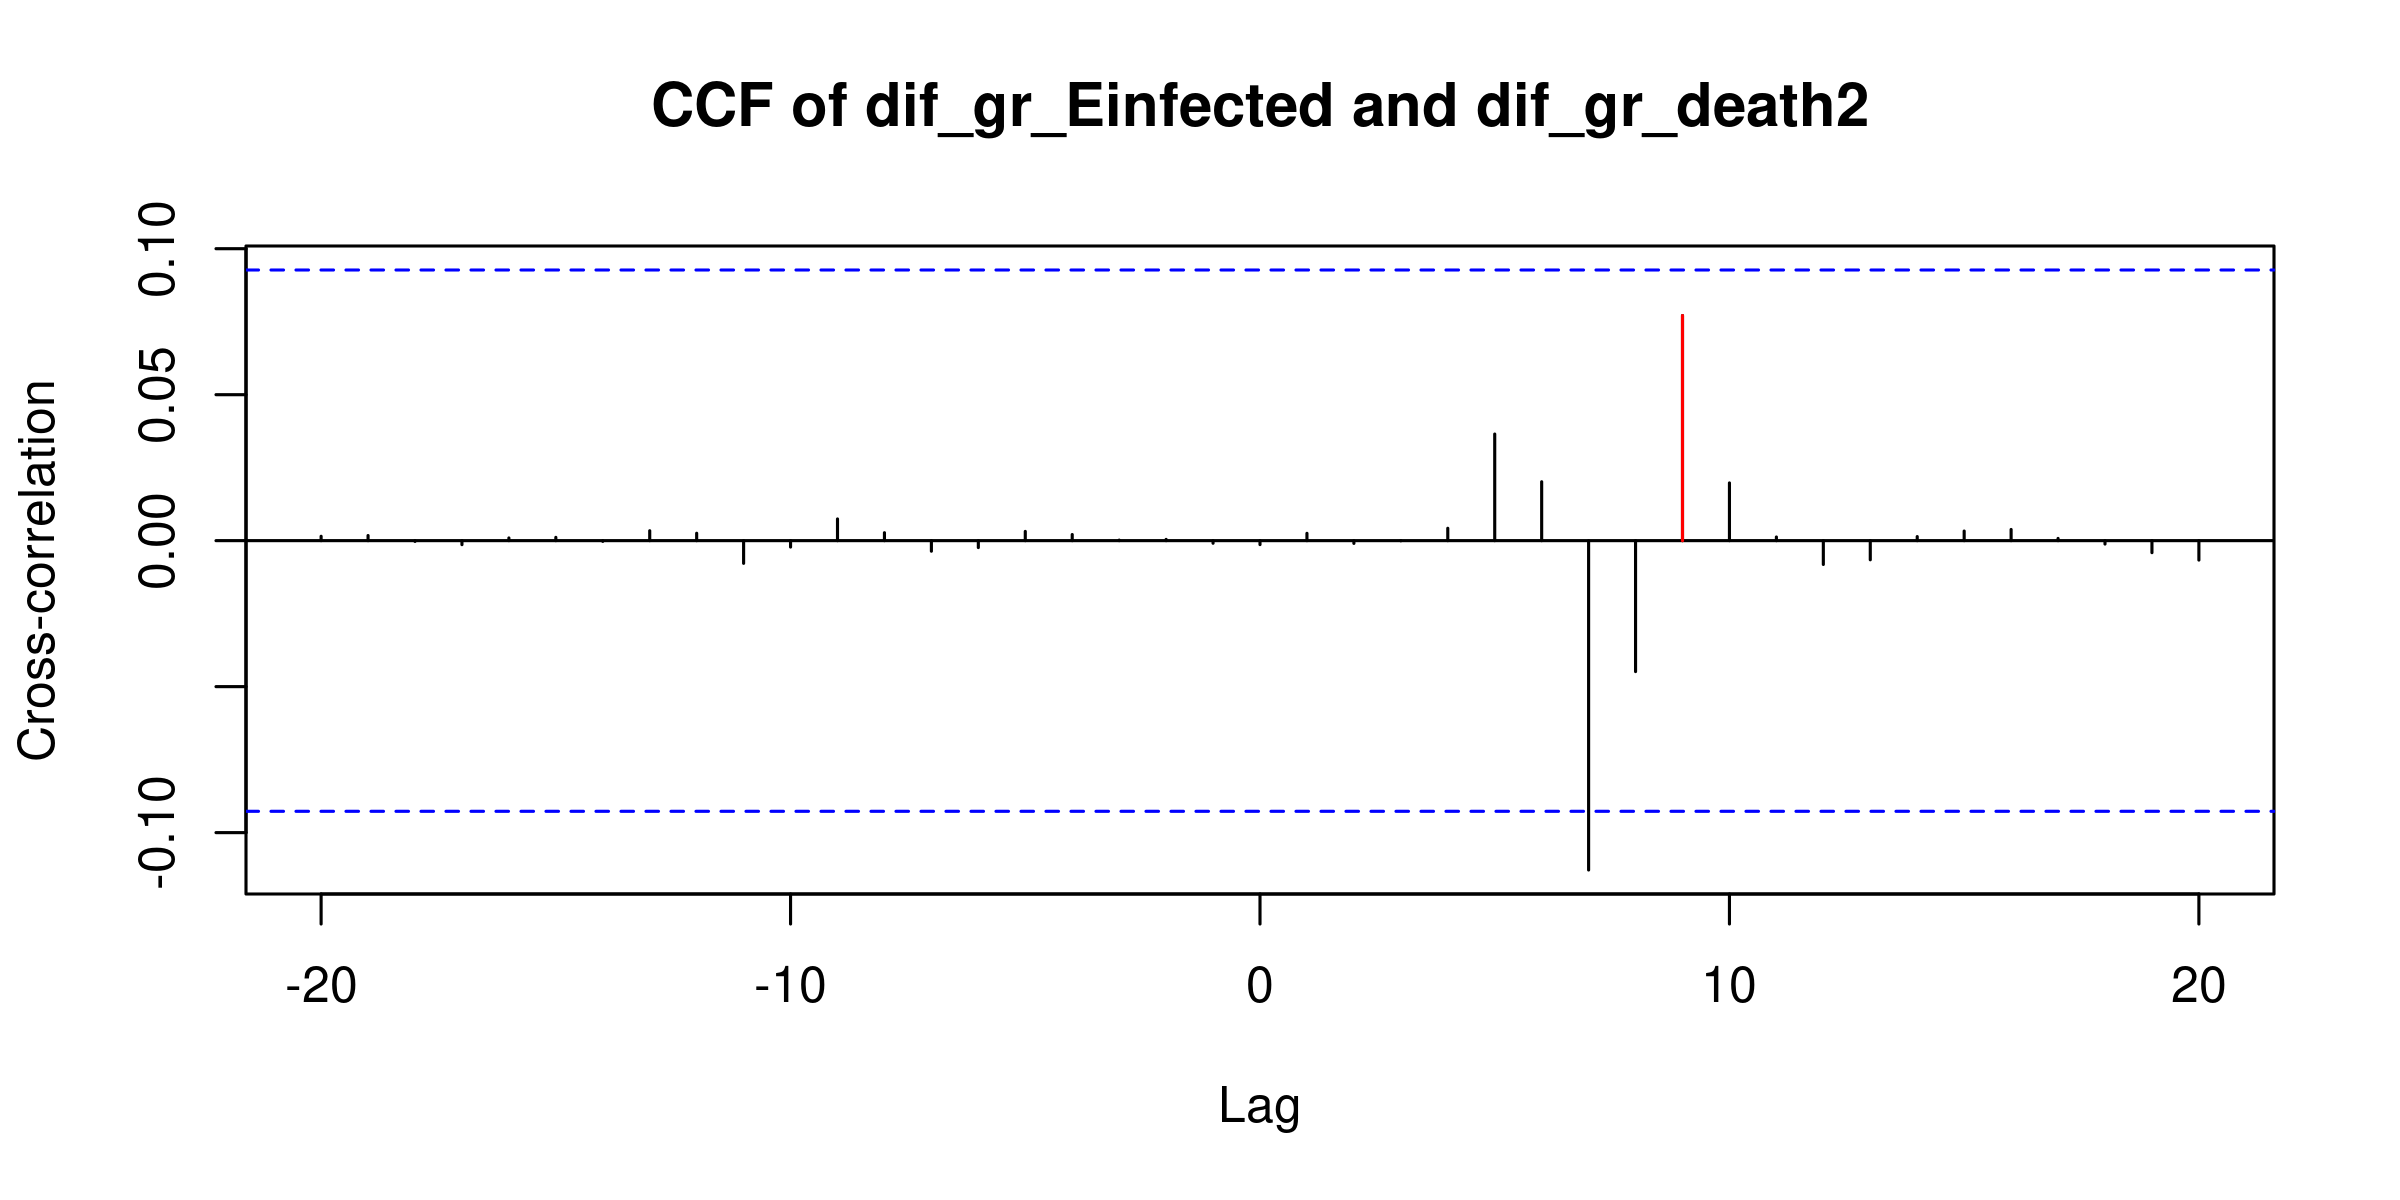 CCF of dif_gr_Einfected and dif_gr_death2
Cross-correlation
0.10
0.05
0.00
-0.10
-20 -10 0 10 20
Lag